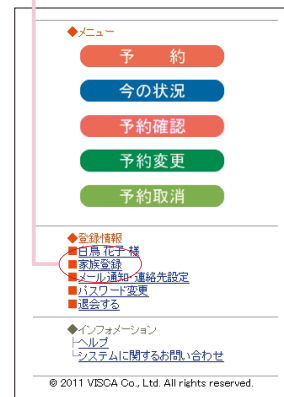 ◆メニュー
予　約
今の状況
予約確認
予約変更
予約取消
◆登録情報
■白鳥 花子 様
■家族登録
■メール通知・連絡先設定
■パスワード変更
■退会する
◆インフォメーション
├ヘルプ
└システムに関するお問い合わせ
© 2011 VISCA Co., Ltd. All rights reserved.